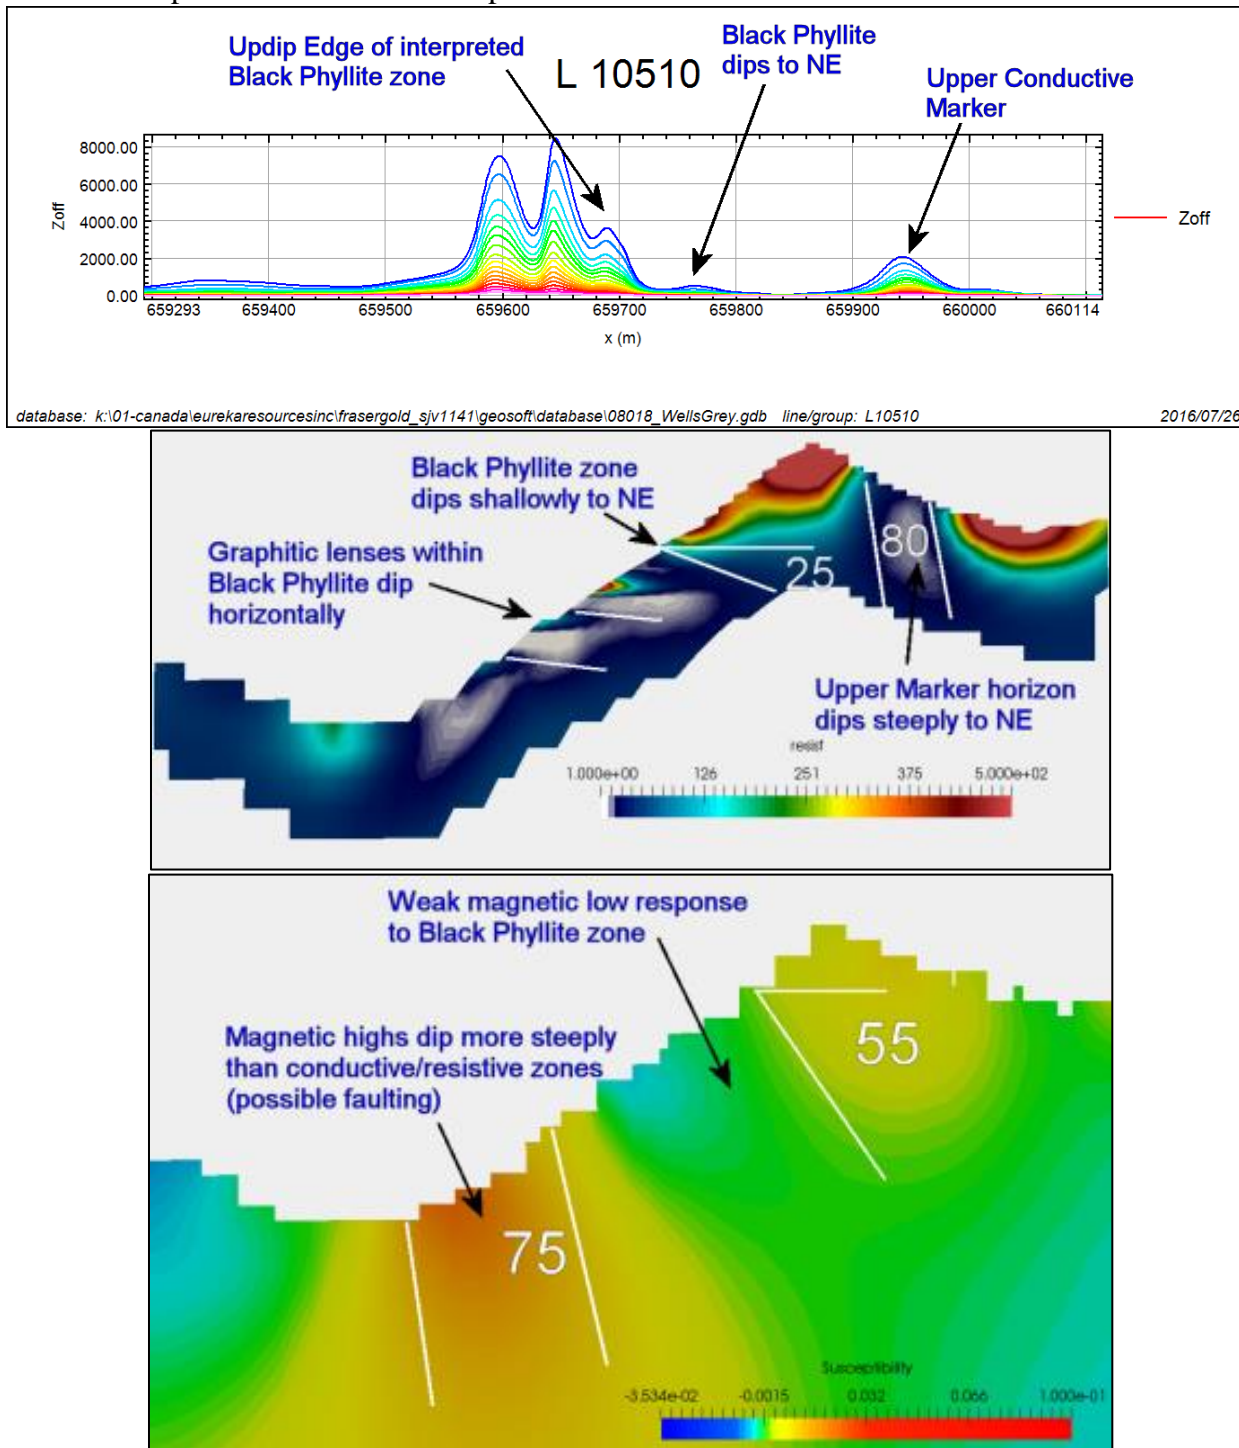 Updip Edge of interpreted
Black Phyllite zone
L 10510
Black Phyllite
dips to NE
Upper Conductive
Marker
8000.00
6000.00
4000.00
2000.00
0.00
Zoff
Zoff
659293 659400 659500 659600 659700 659800 659900 660000 660114
x (m)
database: k:\01-canada\eurekaresourcesinc\frasergold_sjv1141\geosoft\database\08018_WellsGrey.gdb line/group: L10510 2016/07/26
Black Phyllite zone
dips shallowly to NE
Graphitic lenses within
Black Phyllite dip
horizontally
25
80
Upper Marker horizon
dips steeply to NE
resist
1.000e+00 126 251 375 5.000e+02
Weak magnetic low response
to Black Phyllite zone
Magnetic highs dip more steeply
than conductive/resistive zones
(possible faulting)
55
75
Susceptibility
-3.534e-02 -0.0015 0.032 0.066 1.000e-01